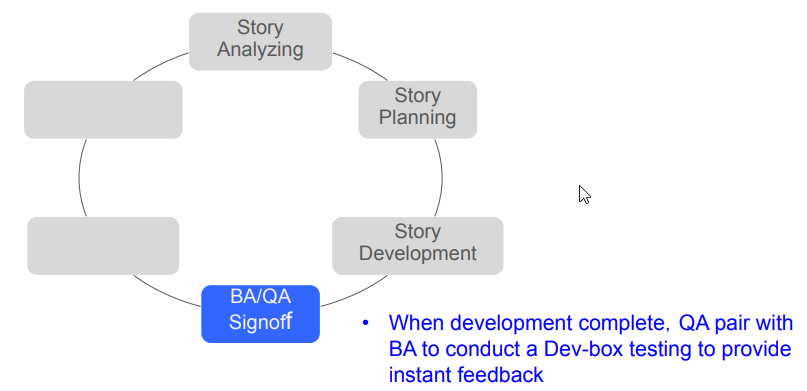 Story
Analyzing
Story
Planning
Story
Development
BA/QA
Signoff
• When development complete, QA pair with
BA to conduct a Dev-box testing to provide
instant feedback